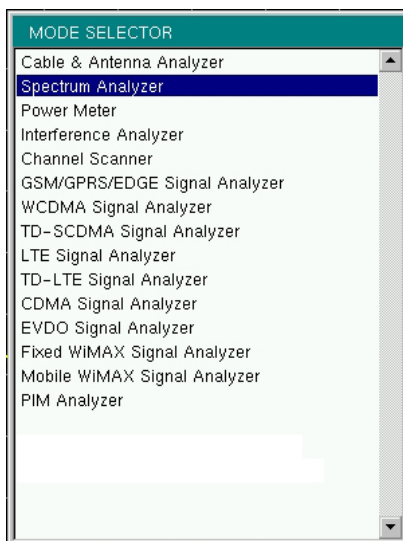 MODE SELECTOR
Cable & Antenna Analyzer
Spectrum Analyzer
Power Meter
Interference Analyzer
Channel Scanner
GSM/GPRS/EDGE Signal Analyzer
WCDMA Signal Analyzer
TD-SCDMA Signal Analyzer
LTE Signal Analyzer
TD-LTE Signal Analyzer
CDMA Signal Analyzer
EVDO Signal Analyzer
Fixed WiMAX Signal Analyzer
Mobile WiMAX Signal Analyzer
PIM Analyzer